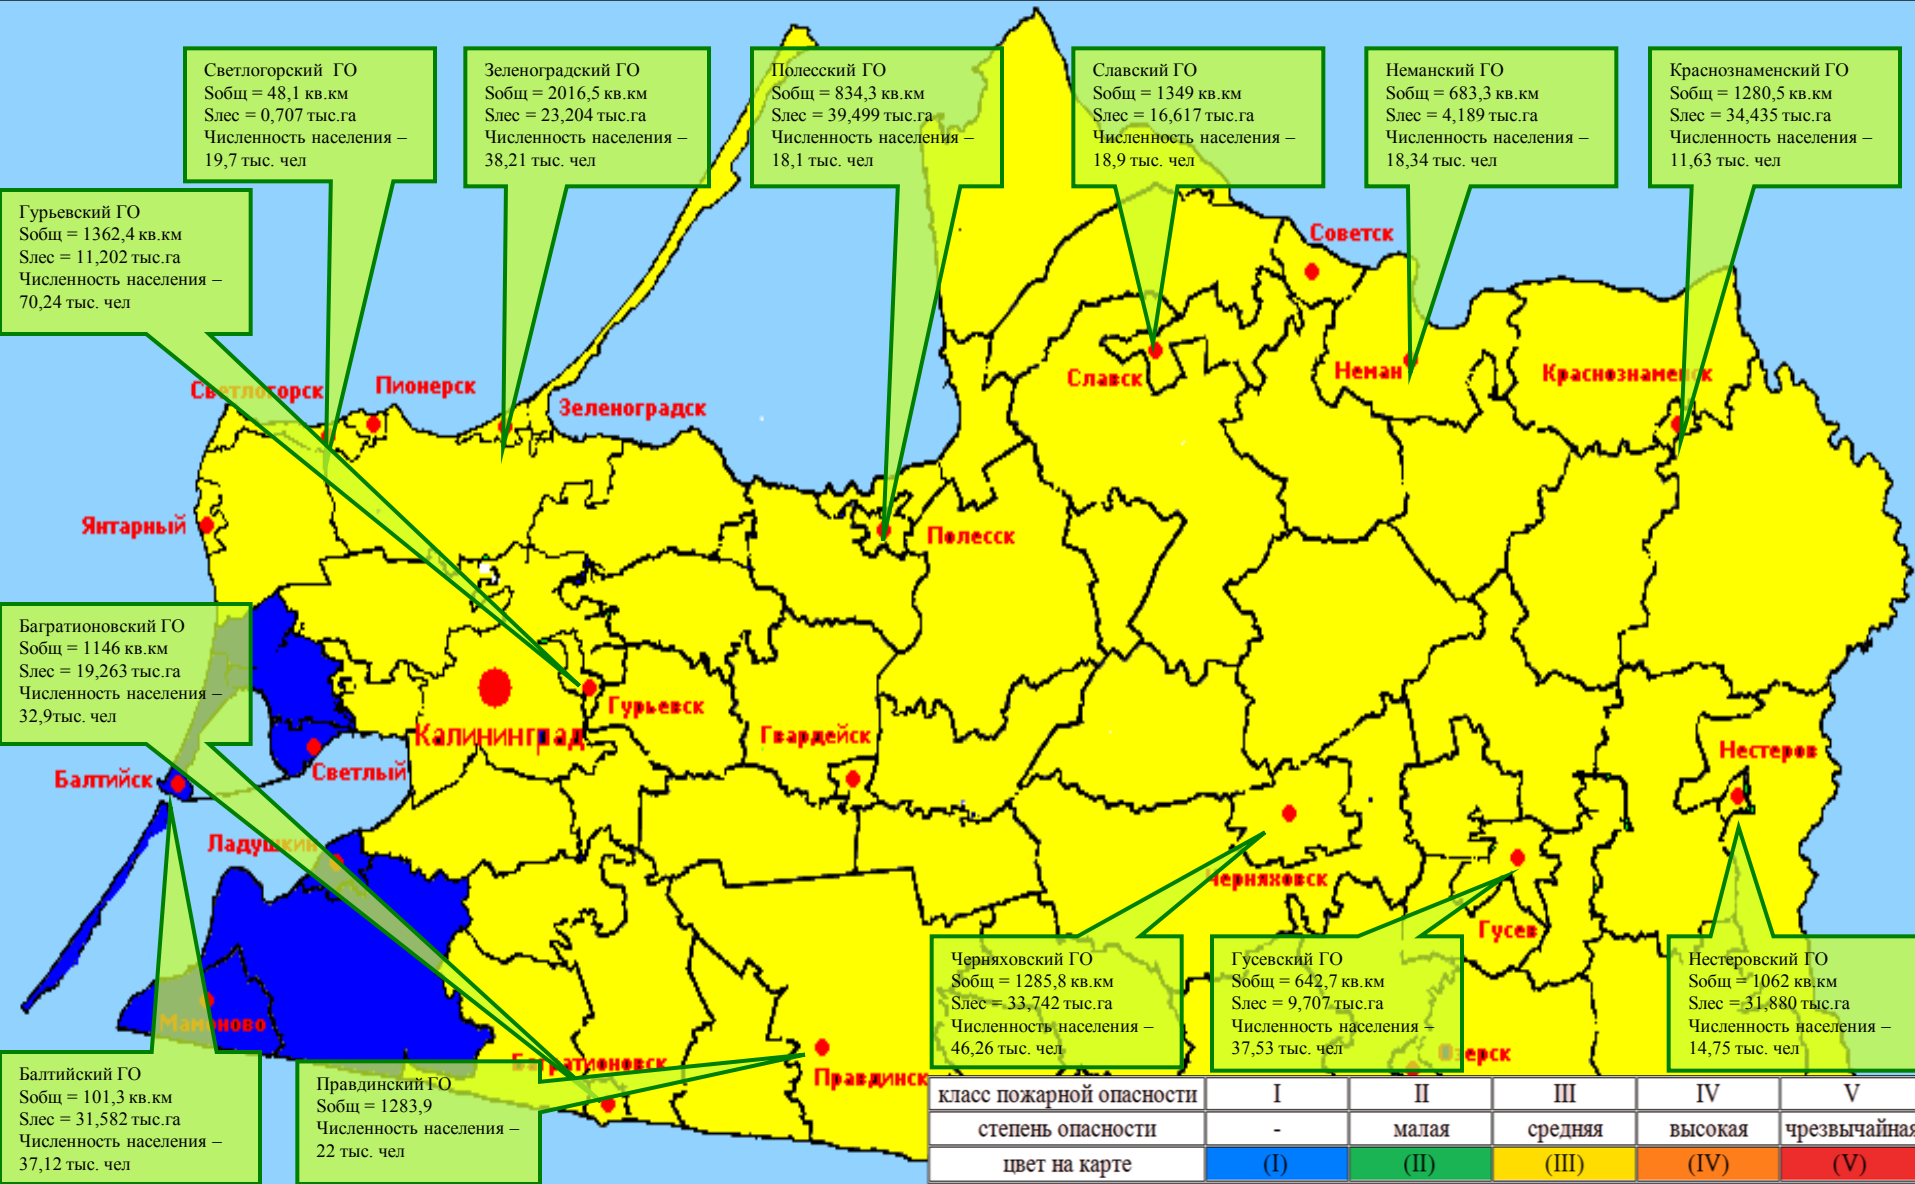 Светлогорский ГО
Sобщ = 48,1 кв.км
Sлес = 0,707 тыс.га
Численность населения –
19,7 тыс. чел
Зеленоградский ГО
Sобщ = 2016,5 кв.км
Sлес = 23,204 тыс.га
Численность населения –
38,21 тыс. чел
Полесский ГО
Sобщ = 834,3 кв.км
Sлес = 39,499 тыс.га
Численность населения –
18,1 тыс. чел
Славский ГО
Sобщ = 1349 кв.км
Sлес = 16,617 тыс.га
Численность населения –
18,9 тыс. чел
Неманский ГО
Sобщ = 683,3 кв.км
Sлес = 4,189 тыс.га
Численность населения –
18,34 тыс. чел
Краснознаменский ГО
Sобщ = 1280,5 кв.км
Sлес = 34,435 тыс.га
Численность населения –
11,63 тыс. чел
Гурьевский ГО
Sобщ = 1362,4 кв.км
Sлес = 11,202 тыс.га
Численность населения –
70,24 тыс. чел
Советск
Светлогорск
Пионерск
Зеленоградск
Славск
Неман
Краснознаменск
Янтарный
Полесск
Багратионовский ГО
Sобщ = 1146 кв.км
Sлес = 19,263 тыс.га
Численность населения –
32,9тыс. чел
Калининград
Гурьевск
Гвардейск
Нестеров
Балтийск
Светлый
Ладушкин
Черняховск
Гусев
Мамоново
Багратионовск
Правдинск
зерск
Черняховский ГО
Sобщ = 1285,8 кв.км
Sлес = 33,742 тыс.га
Численность населения –
46,26 тыс. чел
Гусевский ГО
Sобщ = 642,7 кв.км
Sлес = 9,707 тыс.га
Численность населения –
37,53 тыс. чел
Нестеровский ГО
Sобщ = 1062 кв.км
Sлес = 31,880 тыс.га
Численность населения –
14,75 тыс. чел
Балтийский ГО
Sобщ = 101,3 кв.км
Sлес = 31,582 тыс.га
Численность населения –
37,12 тыс. чел
Правдинский ГО
Sобщ = 1283,9
Численность населения –
22 тыс. чел
класс пожарной опасности I II III IV V
степень опасности - малая средняя высокая чрезвычайная
цвет на карте (I) (II) (III) (IV) (V)